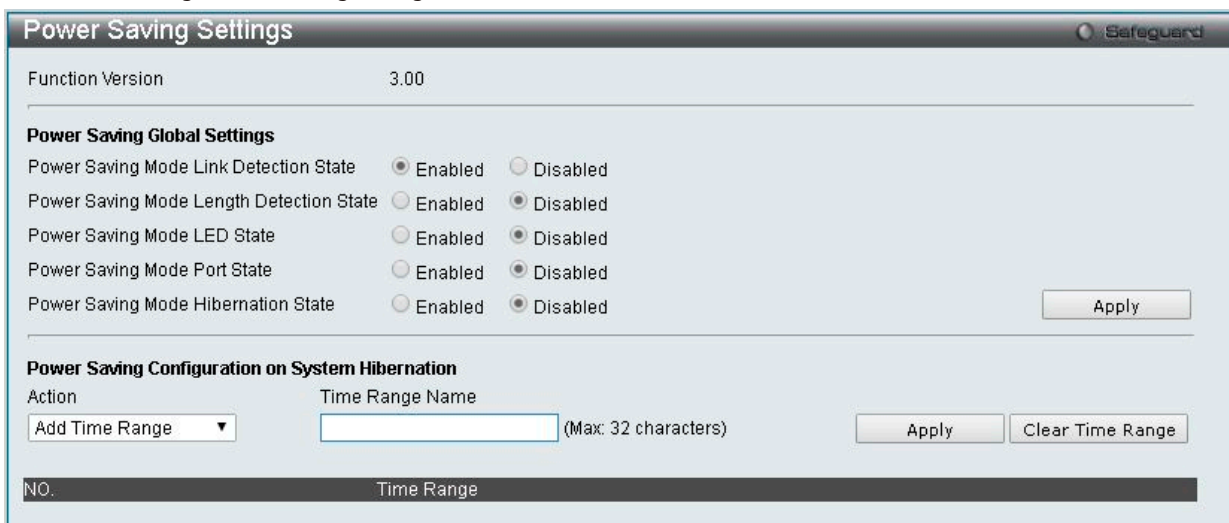 Power Saving Settings Safeguard
Function Version 3.00
Power Saving Global Settings
Power Saving Mode Link Detection State Enabled Disabled
Power Saving Mode Length Detection State Enabled Disabled
Power Saving Mode LED State Enabled Disabled
Power Saving Mode Port State Enabled Disabled
Power Saving Mode Hibernation State Enabled Disabled Apply
Power Saving Configuration on System Hibernation
Action Time Range Name
Add Time Range (Max: 32 characters) Apply Clear Time Range
NO. Time Range